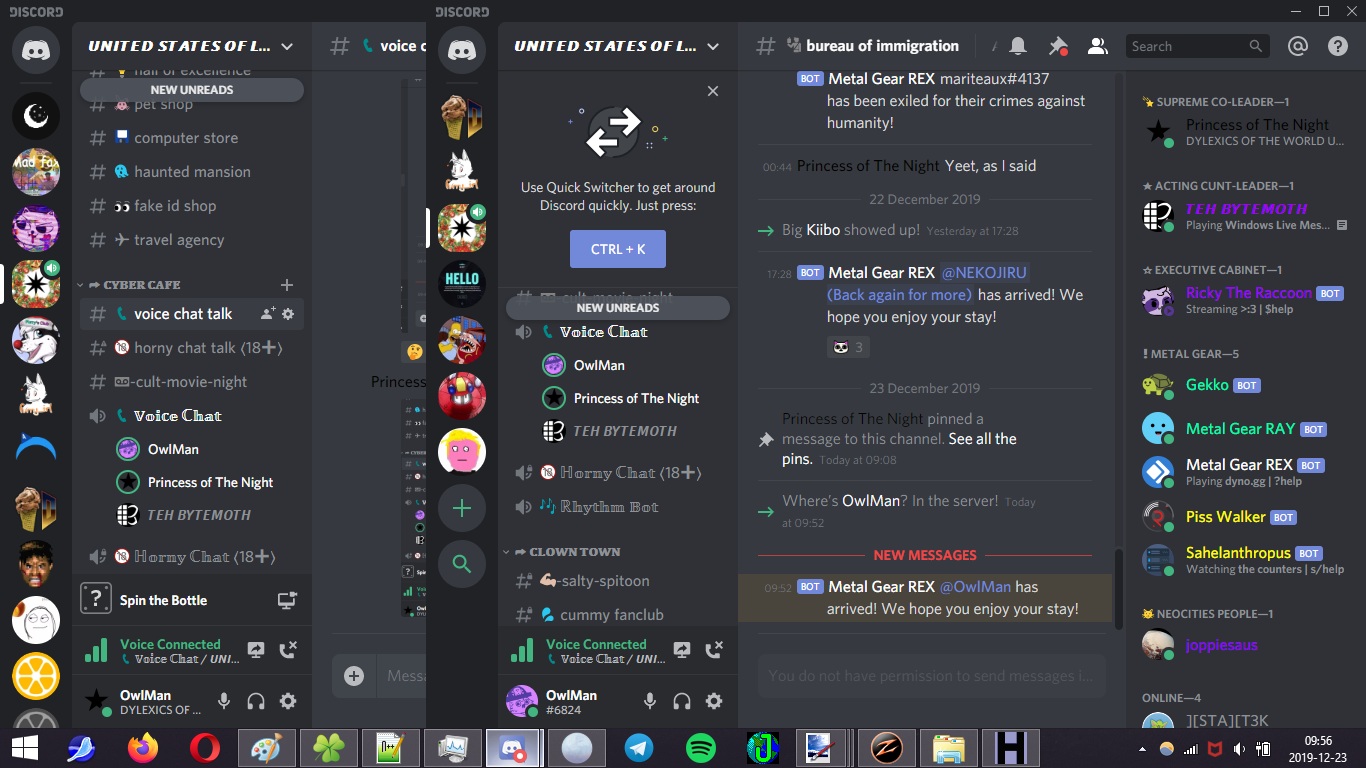 DISCORD
UNITED STATES OF L...
voice c
hall of excellence
NEW UNREADS
pet shop
computer store
haunted mansion
fake id shop
travel agency
CYBER CAFE
voice chat talk
horny chat talk (18+)
-cult-movie-night
Voice Chat
OwlMan
Princess of The Night
TEH BYTEMOTH
Horny Chat (18+)
Spin the Bottle
Voice Connected
Voice Chat / UNI...
OwlMan
DYLEXICS OF ...
Princess
Messa
DISCORD
UNITED STATES OF L...
Use Quick Switcher to get around
Discord quickly. Just press:
CTRL + K
-cult-movie-night
NEW UNREADS
HELLO
Voice Chat
OwlMan
Princess of The Night
TEH BYTEMOTH
Horny Chat (18+)
Rhythm Bot
CLOWN TOWN
-salty-spitoon
cummy fanclub
Voice Connected
Voice Chat / UNI...
OwlMan
#6824
bureau of immigration
Search
BOT Metal Gear REX mariteaux#4137
has been exiled for their crimes against
humanity!
00:44 Princess of The Night Yeet, as I said
22 December 2019
Big Kiibo showed up! Yesterday at 17:28
17:28 BOT Metal Gear REX @NEKOJIRU
(Back again for more) has arrived! We
hope you enjoy your stay!
3
23 December 2019
Princess of The Night pinned a
message to this channel. See all the
pins. Today at 09:08
Where's OwlMan? In the server! Today
at 09:52
NEW MESSAGES
09:52 BOT Metal Gear REX @OwlMan has
arrived! We hope you enjoy your stay!
You do not have permission to send messages i...
SUPREME CO-LEADER—1
Princess of The Night
DYLEXICS OF THE WORLD U...
ACTING CUNT-LEADER—1
TEH BYTEMOTH
Playing Windows Live Mes...
EXECUTIVE CABINET—1
Ricky The Raccoon BOT
Streaming >:3 | $help
METAL GEAR—5
Gekko BOT
Metal Gear RAY BOT
Metal Gear REX BOT
Playing dyno.gg | ?help
Piss Walker BOT
Sahelanthropus BOT
Watching the counters | s/help
NEOCITIES PEOPLE—1
joppiesaus
ONLINE—4
][STA][T3K
09:56
2019-12-23